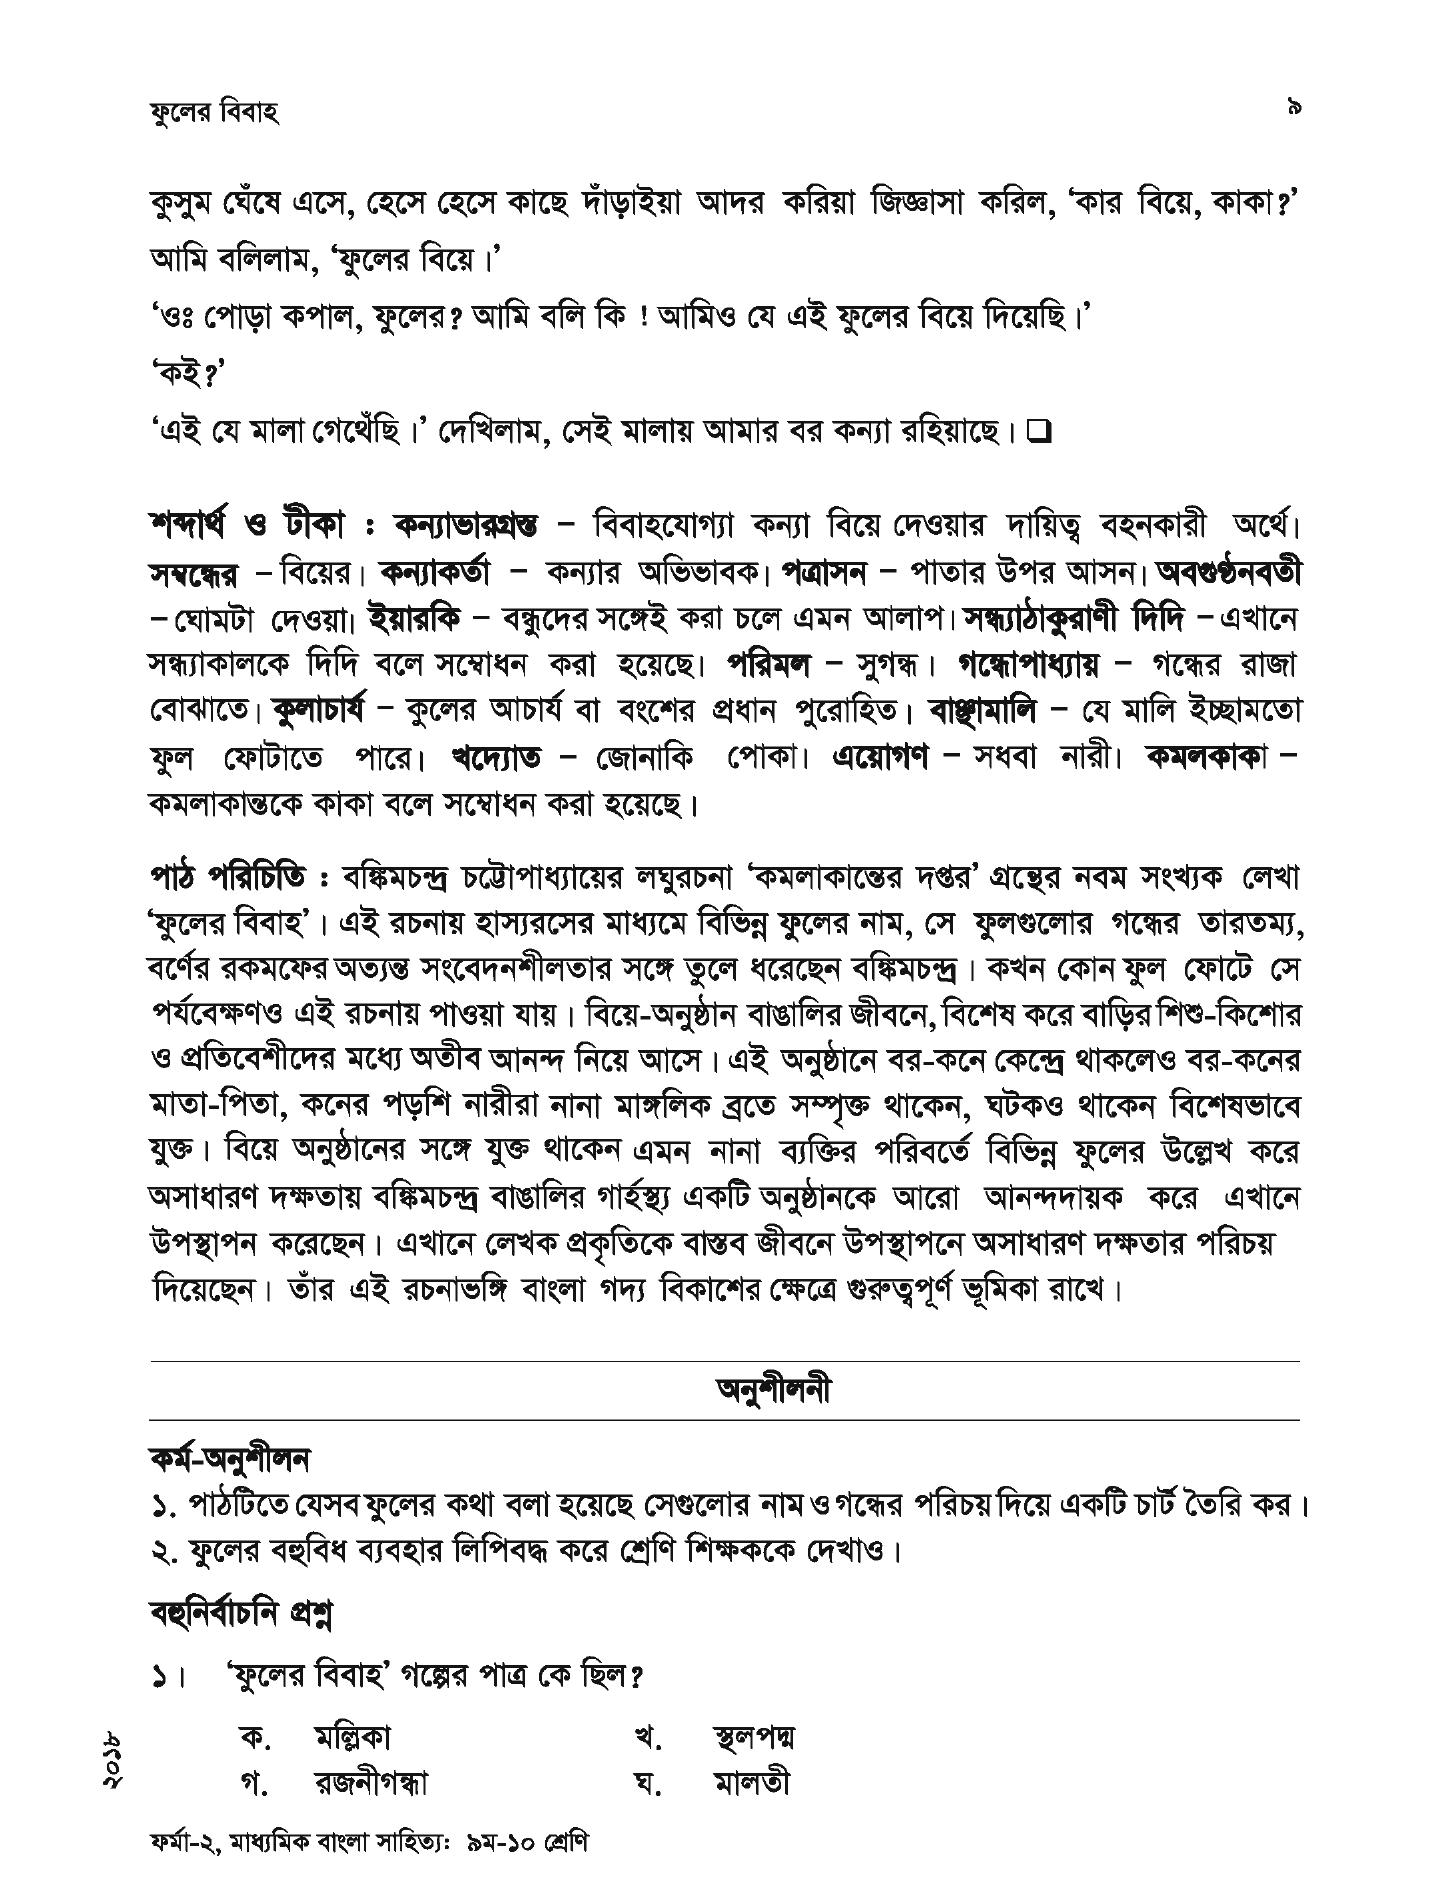 ফুলের বিবাহ
৯
কুসুম ঘেঁষে এসে, হেসে হেসে কাছে দাঁড়াইয়া আদর করিয়া জিজ্ঞাসা করিল, ‘কার বিয়ে, কাকা?’
আমি বলিলাম, ‘ফুলের বিয়ে।’
‘ওঃ পোড়া কপাল, ফুলের? আমি বলি কি ! আমিও যে এই ফুলের বিয়ে দিয়েছি।’
‘কই?’
‘এই যে মালা গেথেঁছি।’ দেখিলাম, সেই মালায় আমার বর কন্যা রহিয়াছে। ❑
শব্দার্থ ও টীকা : কন্যাভারগ্রস্ত – বিবাহযোগ্যা কন্যা বিয়ে দেওয়ার দায়িত্ব বহনকারী অর্থে।
সম্বন্ধের – বিয়ের। কন্যাকর্তা – কন্যার অভিভাবক। পত্রাসন – পাতার উপর আসন। অবগুণ্ঠনবতী
– ঘোমটা দেওয়া। ইয়ারকি – বন্ধুদের সঙ্গেই করা চলে এমন আলাপ। সন্ধ্যাঠাকুরাণী দিদি – এখানে
সন্ধ্যাকালকে দিদি বলে সম্বোধন করা হয়েছে। পরিমল – সুগন্ধ। গন্ধোপাধ্যায় – গন্ধের রাজা
বোঝাতে। কুলাচার্য – কুলের আচার্য বা বংশের প্রধান পুরোহিত। বাঞ্ছামালি – যে মালি ইচ্ছামতো
ফুল ফোটাতে পারে। খদ্যোত – জোনাকি পোকা। এয়োগণ – সধবা নারী। কমলকাকা –
কমলাকান্তকে কাকা বলে সম্বোধন করা হয়েছে।
পাঠ পরিচিতি : বঙ্কিমচন্দ্র চট্টোপাধ্যায়ের লঘুরচনা ‘কমলাকান্তের দপ্তর’ গ্রন্থের নবম সংখ্যক লেখা
‘ফুলের বিবাহ’। এই রচনায় হাস্যরসের মাধ্যমে বিভিন্ন ফুলের নাম, সে ফুলগুলোর গন্ধের তারতম্য,
বর্ণের রকমফের অত্যন্ত সংবেদনশীলতার সঙ্গে তুলে ধরেছেন বঙ্কিমচন্দ্র। কখন কোন ফুল ফোটে সে
পর্যবেক্ষণও এই রচনায় পাওয়া যায়। বিয়ে-অনুষ্ঠান বাঙালির জীবনে, বিশেষ করে বাড়ির শিশু-কিশোর
ও প্রতিবেশীদের মধ্যে অতীব আনন্দ নিয়ে আসে। এই অনুষ্ঠানে বর-কনে কেন্দ্রে থাকলেও বর-কনের
মাতা-পিতা, কনের পড়শি নারীরা নানা মাঙ্গলিক ব্রতে সম্পৃক্ত থাকেন, ঘটকও থাকেন বিশেষভাবে
যুক্ত। বিয়ে অনুষ্ঠানের সঙ্গে যুক্ত থাকেন এমন নানা ব্যক্তির পরিবর্তে বিভিন্ন ফুলের উল্লেখ করে
অসাধারণ দক্ষতায় বঙ্কিমচন্দ্র বাঙালির গার্হস্থ্য একটি অনুষ্ঠানকে আরো আনন্দদায়ক করে এখানে
উপস্থাপন করেছেন। এখানে লেখক প্রকৃতিকে বাস্তব জীবনে উপস্থাপনে অসাধারণ দক্ষতার পরিচয়
দিয়েছেন। তাঁর এই রচনাভঙ্গি বাংলা গদ্য বিকাশের ক্ষেত্রে গুরুত্বপূর্ণ ভূমিকা রাখে।
অনুশীলনী
কর্ম-অনুশীলন
১. পাঠটিতে যেসব ফুলের কথা বলা হয়েছে সেগুলোর নাম ও গন্ধের পরিচয় দিয়ে একটি চার্ট তৈরি কর।
২. ফুলের বহুবিধ ব্যবহার লিপিবদ্ধ করে শ্রেণি শিক্ষককে দেখাও।
বহুনির্বাচনি প্রশ্ন
১। ‘ফুলের বিবাহ’ গল্পের পাত্র কে ছিল?
ক. মল্লিকা খ. স্থলপদ্ম
গ. রজনীগন্ধা ঘ. মালতী
২০১৮
ফর্মা-২, মাধ্যমিক বাংলা সাহিত্য: ৯ম-১০ শ্রেণি